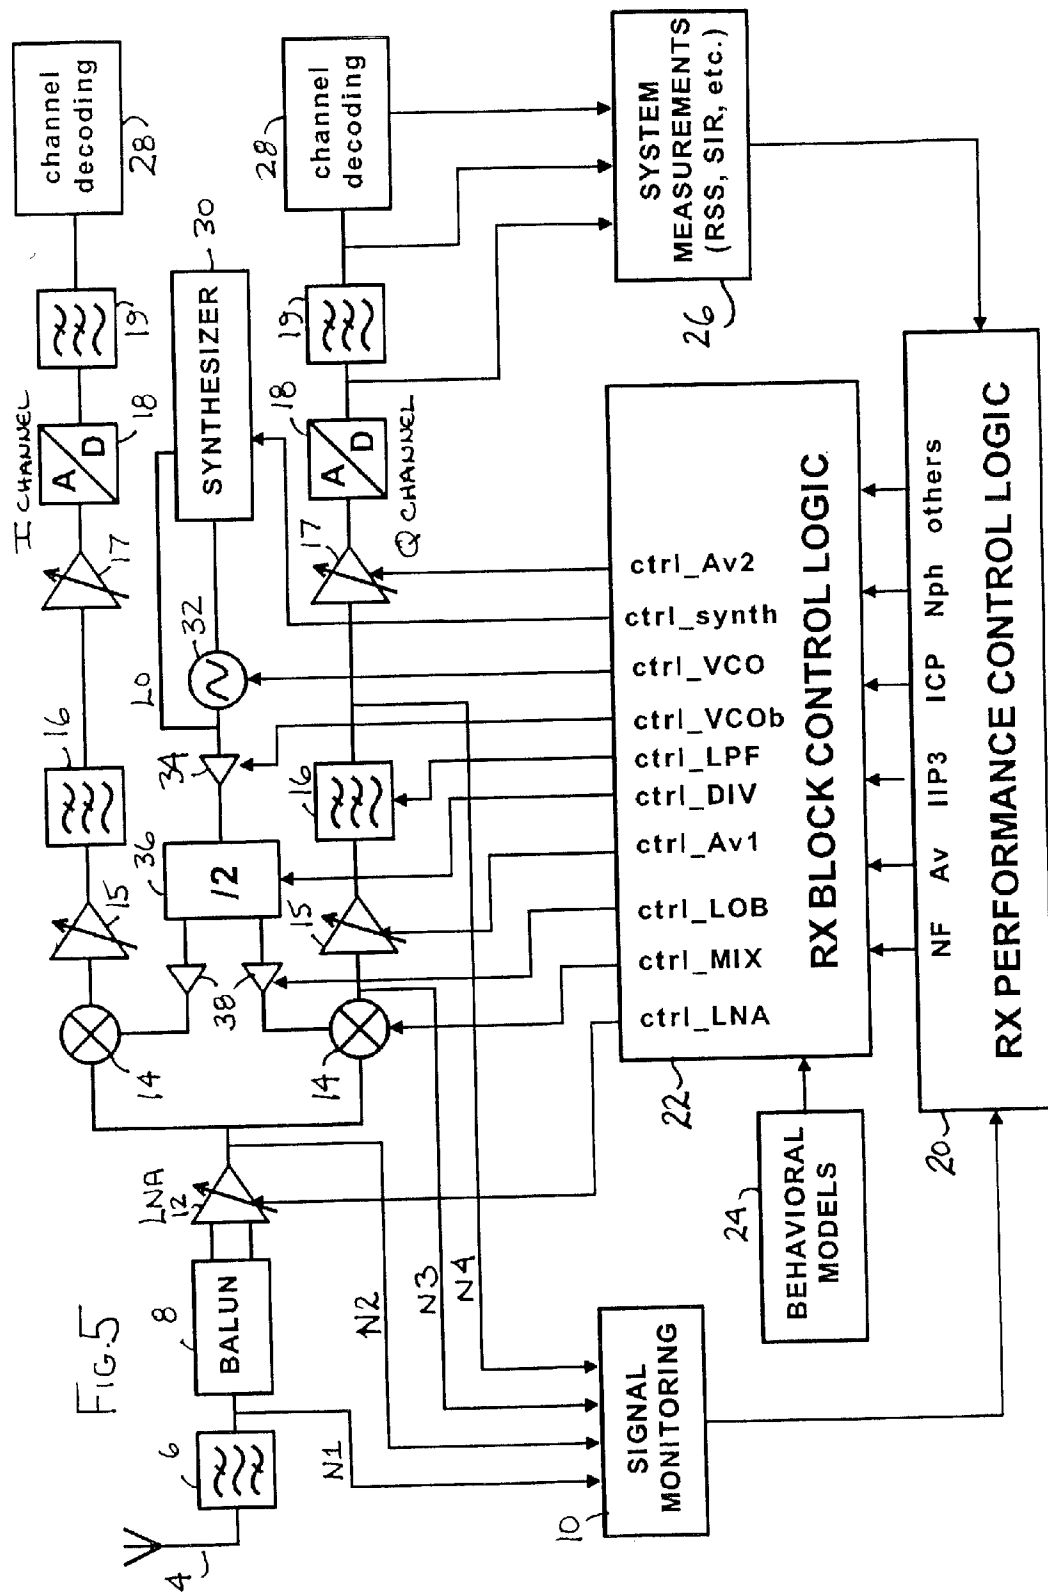 FIG.5
4
6
BALUN
8
LNA
12
14
14
15
15
16
16
17
17
I CHANNEL
Q CHANNEL
A
D
18
A
D
18
19
19
channel
decoding
28
channel
decoding
28
SYNTHESIZER
30
32
LO
34
/2
36
38
N1
N2
N3
N4
SIGNAL
MONITORING
10
ctrl_LNA
ctrl_MIX
ctrl_LOB
ctrl_Av1
ctrl_DIV
ctrl_LPF
ctrl_VCOb
ctrl_VCO
ctrl_synth
ctrl_Av2
RX BLOCK CONTROL LOGIC
22
BEHAVIORAL
MODELS
24
SYSTEM
MEASUREMENTS
(RSS, SIR, etc.)
26
NF Av IIP3 ICP Nph others
RX PERFORMANCE CONTROL LOGIC
20